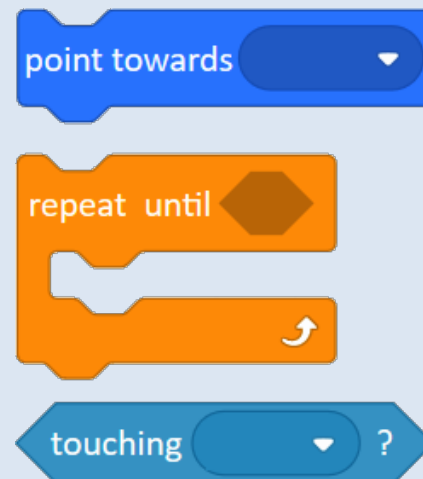 point towards
repeat until
touching ?